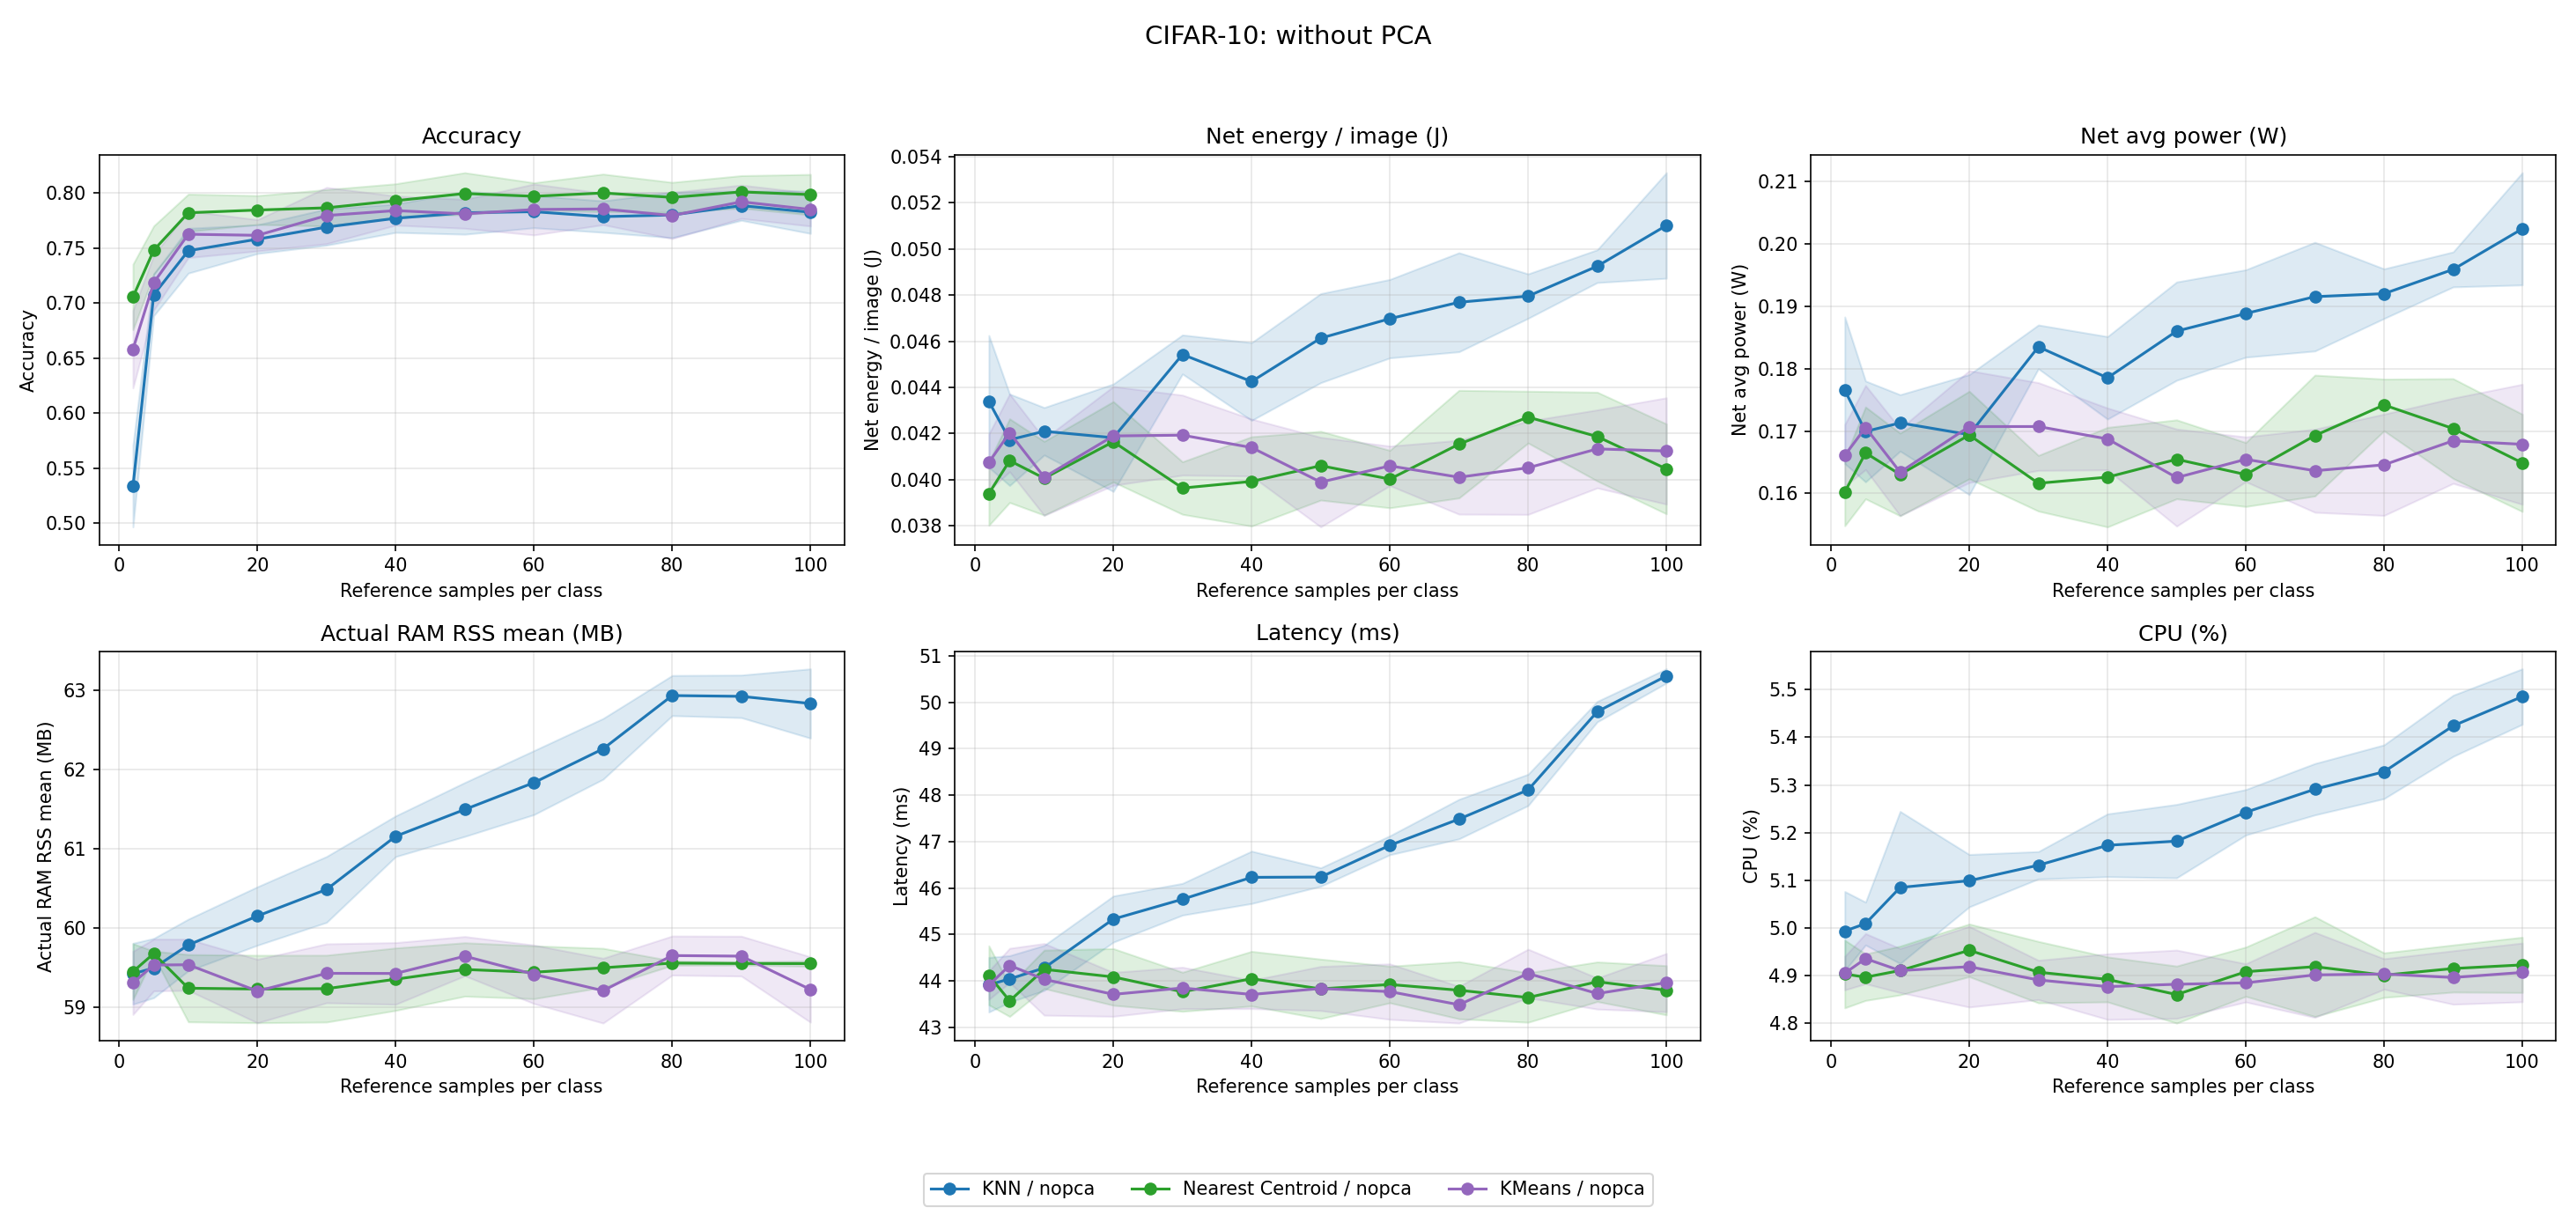 CIFAR-10: without PCA
Accuracy
Accuracy
0.80
0.75
0.70
0.65
0.60
0.55
0.50
0 20 40 60 80 100
Reference samples per class
Net energy / image (J)
Net energy / image (J)
0.054
0.052
0.050
0.048
0.046
0.044
0.042
0.040
0.038
0 20 40 60 80 100
Reference samples per class
Net avg power (W)
Net avg power (W)
0.21
0.20
0.19
0.18
0.17
0.16
0 20 40 60 80 100
Reference samples per class
Actual RAM RSS mean (MB)
Actual RAM RSS mean (MB)
63
62
61
60
59
0 20 40 60 80 100
Reference samples per class
Latency (ms)
Latency (ms)
51
50
49
48
47
46
45
44
43
0 20 40 60 80 100
Reference samples per class
CPU (%)
CPU (%)
5.5
5.4
5.3
5.2
5.1
5.0
4.9
4.8
0 20 40 60 80 100
Reference samples per class
KNN / nopca Nearest Centroid / nopca KMeans / nopca